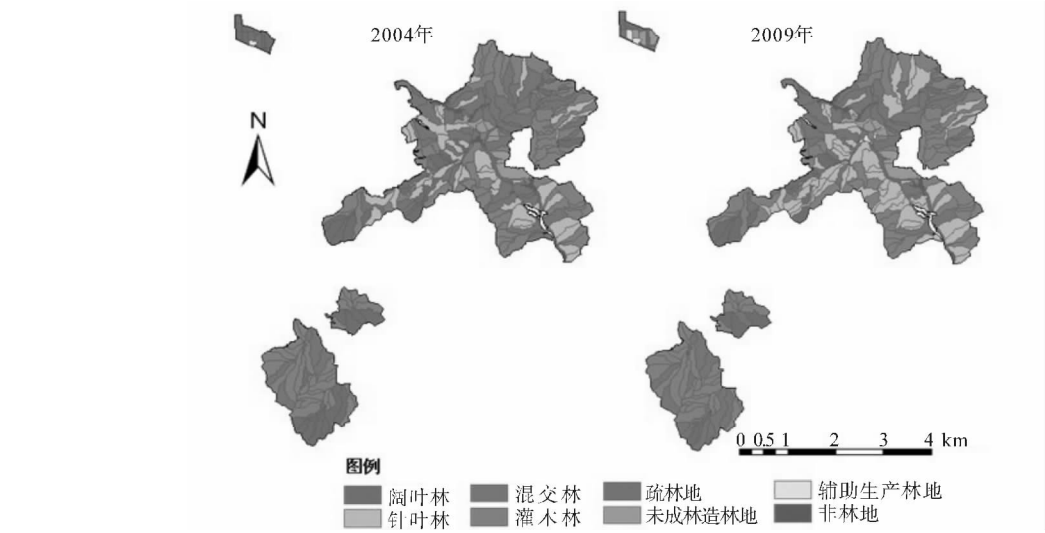 2004年
2009年
N
0 0.5 1 2 3 4 km
图例
阔叶林 混交林 疏林地 辅助生产林地
针叶林 灌木林 未成林造林地 非林地